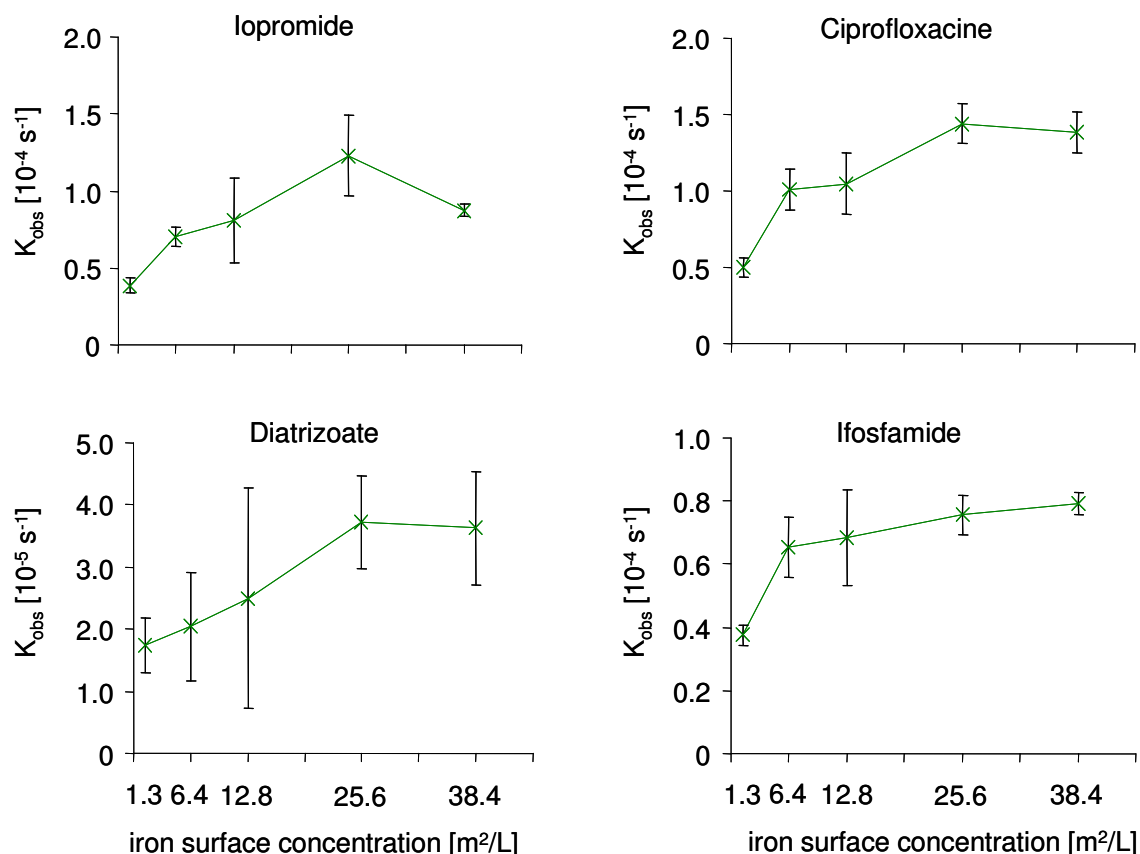 Iopromide
2.0
1.5
1.0
0.5
0
K_obs [10⁻⁴ s⁻¹]
Ciprofloxacine
2.0
1.5
1.0
0.5
0
K_obs [10⁻⁴ s⁻¹]
Diatrizoate
5.0
4.0
3.0
2.0
1.0
0
K_obs [10⁻⁵ s⁻¹]
1.3 6.4 12.8 25.6 38.4
iron surface concentration [m²/L]
Ifosfamide
1.0
0.8
0.6
0.4
0.2
0
K_obs [10⁻⁴ s⁻¹]
1.3 6.4 12.8 25.6 38.4
iron surface concentration [m²/L]